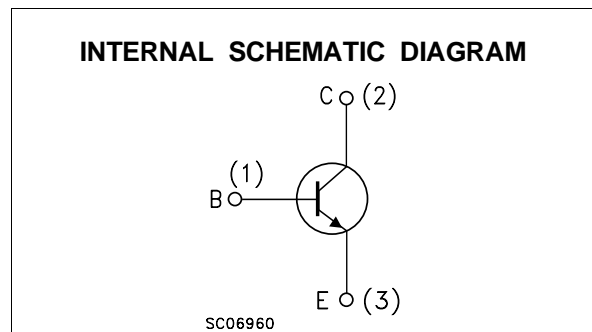 INTERNAL SCHEMATIC DIAGRAM
C (2)
(1)
B
E (3)
SC06960